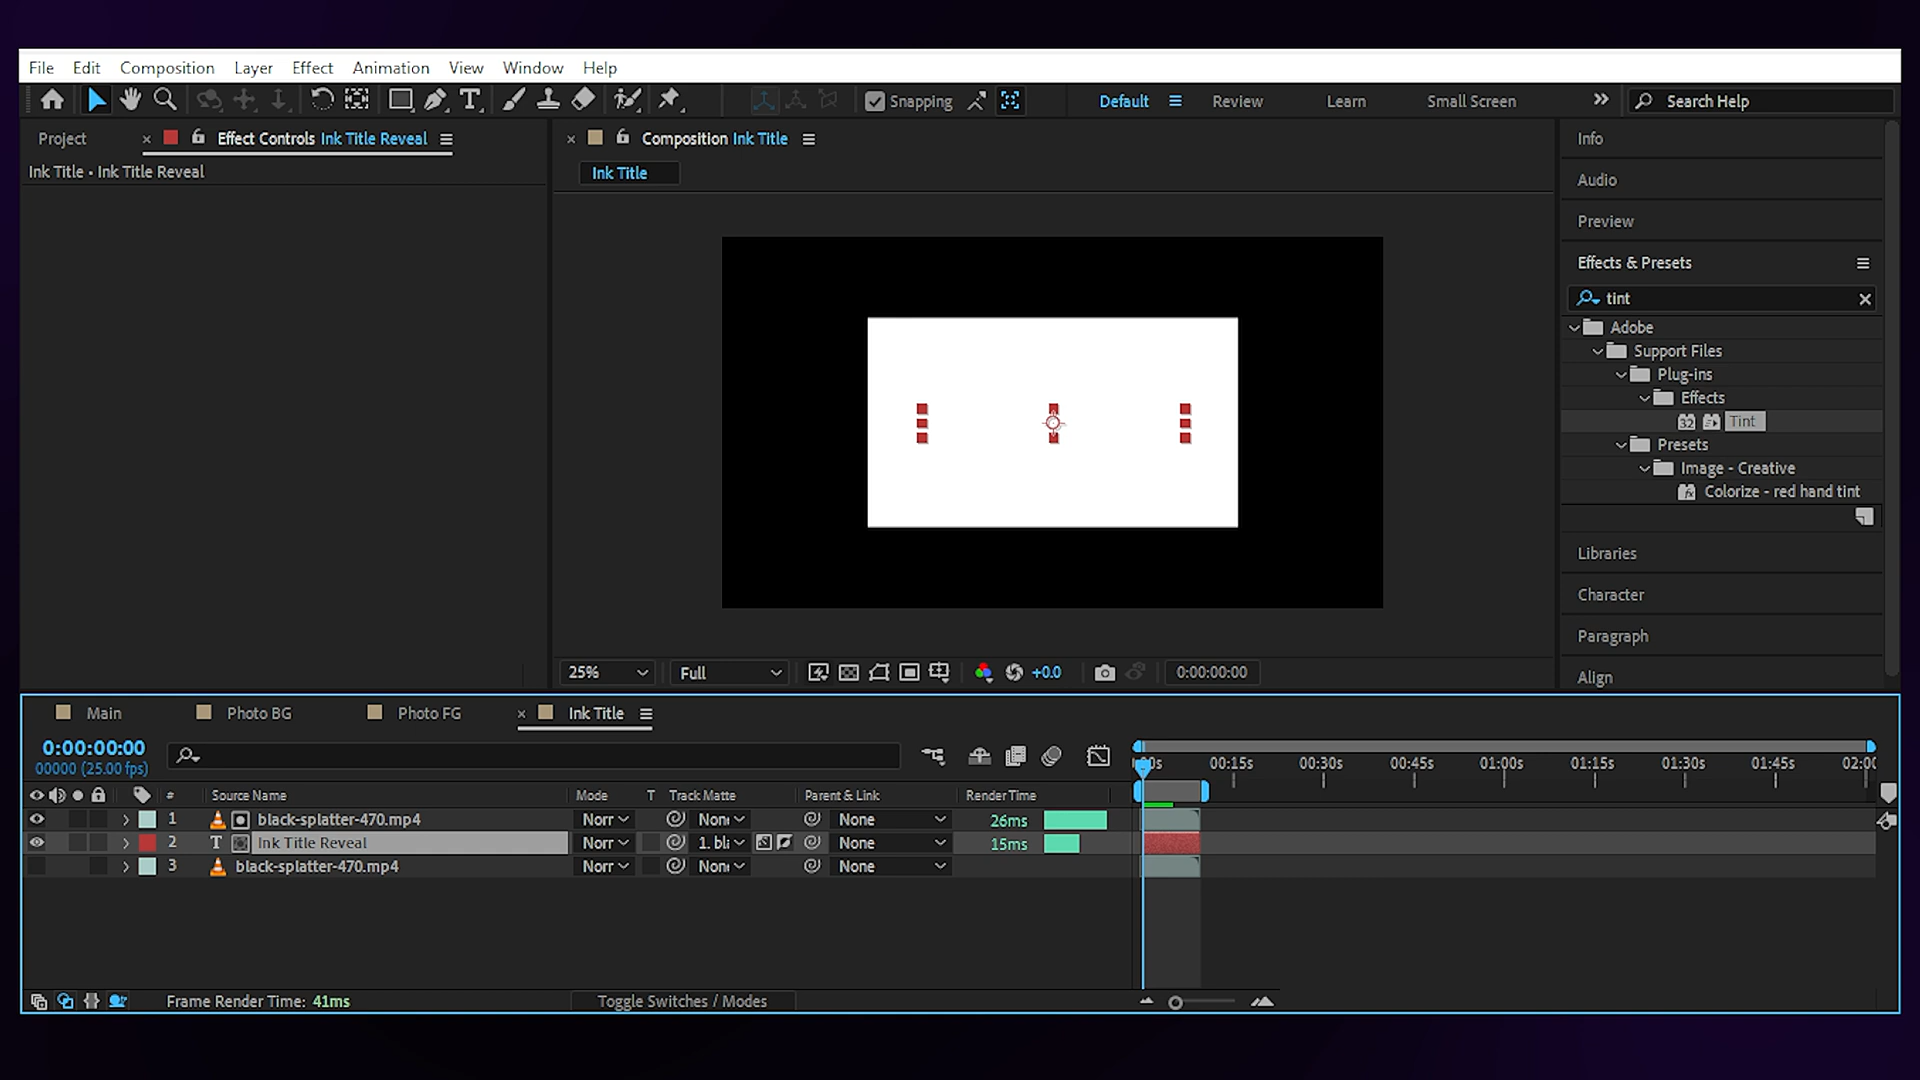 File Edit Composition Layer Effect Animation View Window Help
Snapping Default Review Learn Small Screen Search Help
Project Effect Controls Ink Title Reveal
Ink Title • Ink Title Reveal
Composition Ink Title
Ink Title
25% Full +0.0 0:00:00:00
Info
Audio
Preview
Effects & Presets
tint
Adobe
Support Files
Plug-ins
Effects
32 Tint
Presets
Image - Creative
Colorize - red hand tint
Libraries
Character
Paragraph
Align
Main Photo BG Photo FG Ink Title
0:00:00:00
00000 (25.00 fps)
00:15s 00:30s 00:45s 01:00s 01:15s 01:30s 01:45s
# Source Name Mode T Track Matte Parent & Link Render Time
1 black-splatter-470.mp4 Norr None 26ms
2 T Ink Title Reveal Norr 1. bla None 15ms
3 black-splatter-470.mp4 Norr None
Frame Render Time: 41ms Toggle Switches / Modes